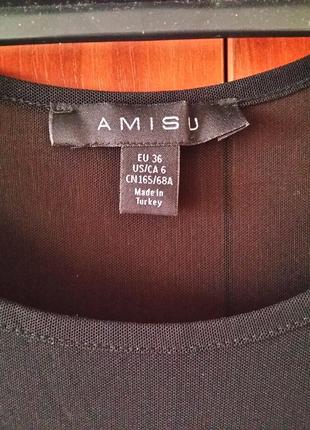 AMISU
EU 36
US/CA 6
CN165/68A
Made in
Turkey